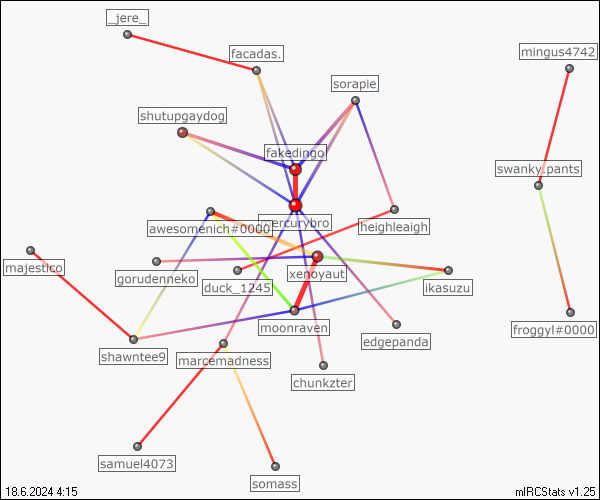 _jere_
facadas.
mingus4742
sorapie
shutupgaydog
fakedingo
swanky.pants
mercurybro
awesomenich#0000
heighleaigh
majestico
gorudenneko
xenoyaut
duck_1245
ikasuzu
moonraven
froggyl#0000
edgepanda
shawntee9
marcemadness
chunkzter
samuel4073
somass
18.6.2024 4:15
mIRCStats v1.25